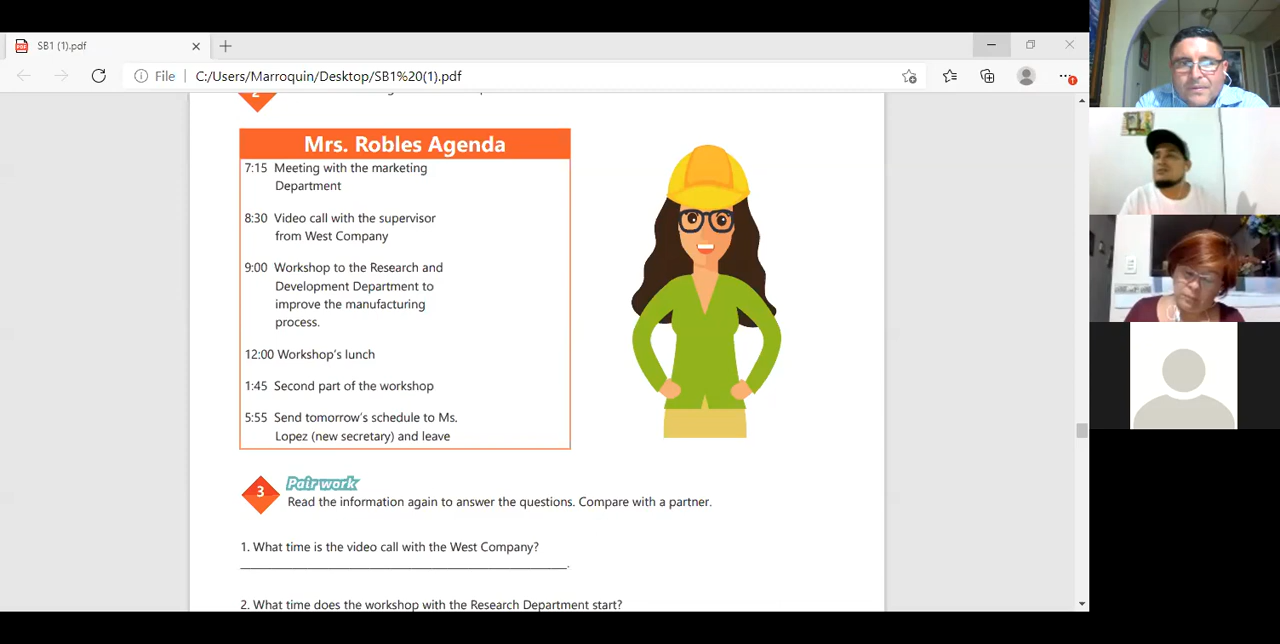 SB1 (1).pdf
File
C:/Users/Marroquin/Desktop/SB1%20(1).pdf
2
Mrs. Robles Agenda
7:15 Meeting with the marketing
Department
8:30 Video call with the supervisor
from West Company
9:00 Workshop to the Research and
Development Department to
improve the manufacturing
process.
12:00 Workshop's lunch
1:45 Second part of the workshop
5:55 Send tomorrow's schedule to Ms.
Lopez (new secretary) and leave
3
Pair work
Read the information again to answer the questions. Compare with a partner.
1. What time is the video call with the West Company?
2. What time does the workshop with the Research Department start?